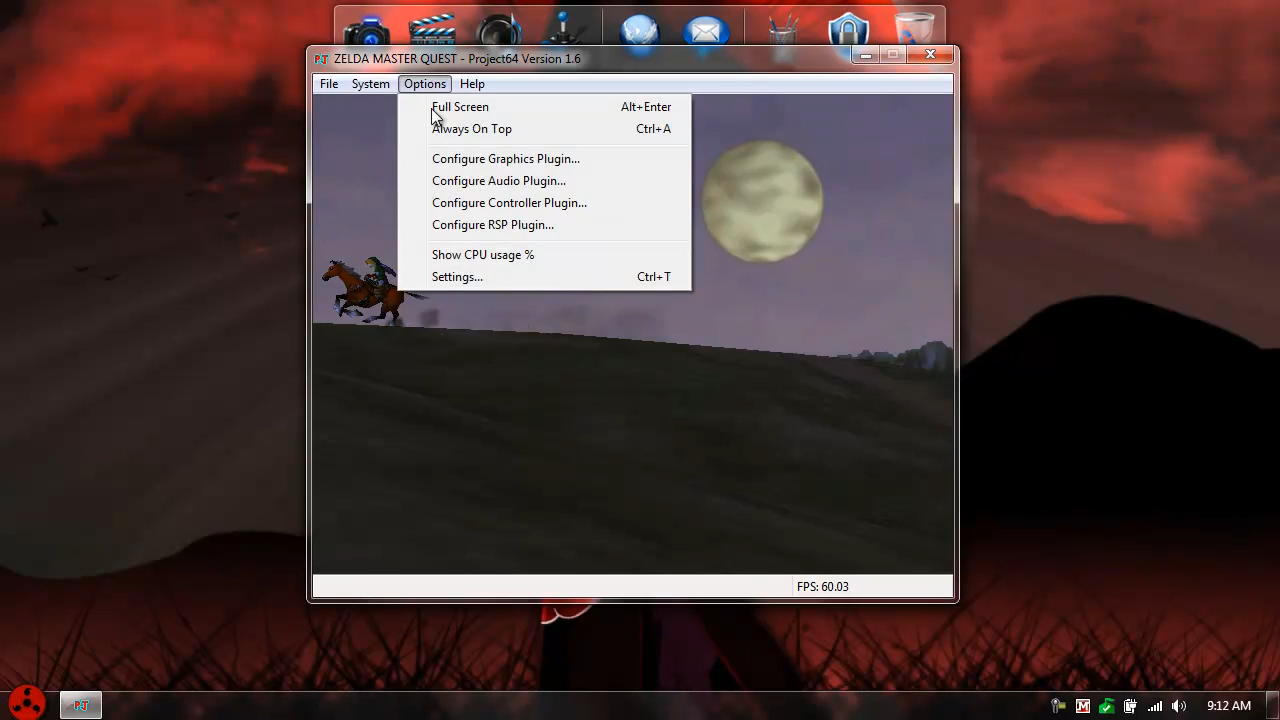 ZELDA MASTER QUEST - Project64 Version 1.6
File System Options Help
Full Screen Alt+Enter
Always On Top Ctrl+A
Configure Graphics Plugin...
Configure Audio Plugin...
Configure Controller Plugin...
Configure RSP Plugin...
Show CPU usage %
Settings... Ctrl+T
FPS: 60.03
9:12 AM